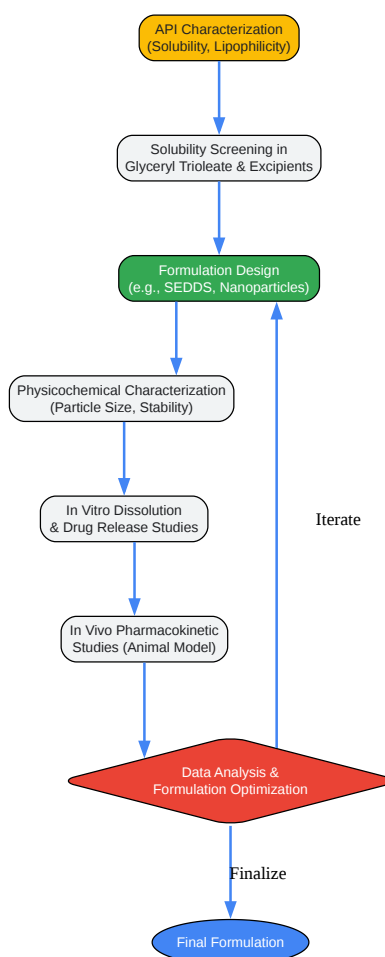 API Characterization
(Solubility, Lipophilicity)
Solubility Screening in
Glyceryl Trioleate & Excipients
Formulation Design
(e.g., SEDDS, Nanoparticles)
Physicochemical Characterization
(Particle Size, Stability)
In Vitro Dissolution
& Drug Release Studies
Iterate
In Vivo Pharmacokinetic
Studies (Animal Model)
Data Analysis &
Formulation Optimization
Finalize
Final Formulation